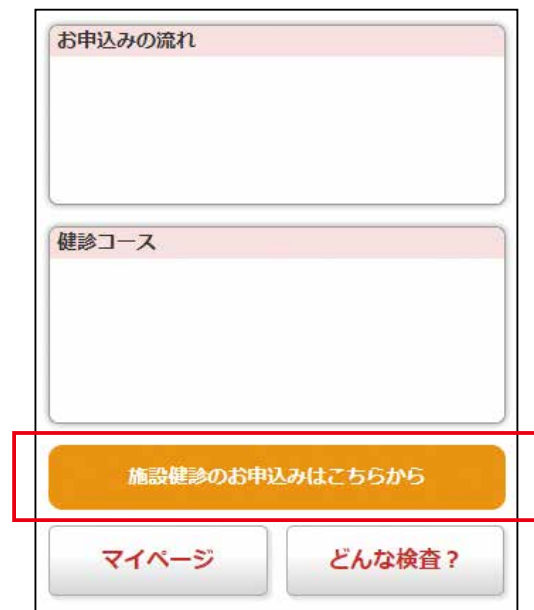 お申込みの流れ
健診コース
施設健診のお申込みはこちらから
マイページ
どんな検査？